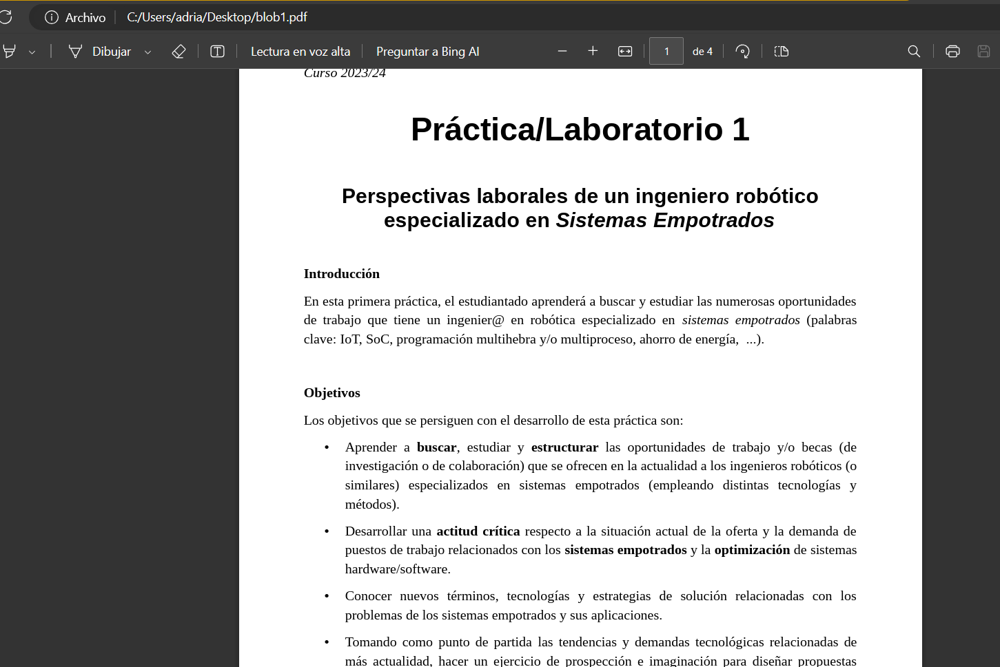 Archivo C:/Users/adria/Desktop/blob1.pdf
Dibujar Lectura en voz alta Preguntar a Bing AI 1 de 4
Curso 2023/24
Práctica/Laboratorio 1
Perspectivas laborales de un ingeniero robótico
especializado en Sistemas Empotrados
Introducción
En esta primera práctica, el estudiantado aprenderá a buscar y estudiar las numerosas oportunidades
de trabajo que tiene un ingenier@ en robótica especializado en sistemas empotrados (palabras
clave: IoT, SoC, programación multihebra y/o multiproceso, ahorro de energía, ...).
Objetivos
Los objetivos que se persiguen con el desarrollo de esta práctica son:
• Aprender a buscar, estudiar y estructurar las oportunidades de trabajo y/o becas (de
investigación o de colaboración) que se ofrecen en la actualidad a los ingenieros robóticos (o
similares) especializados en sistemas empotrados (empleando distintas tecnologías y
métodos).
• Desarrollar una actitud crítica respecto a la situación actual de la oferta y la demanda de
puestos de trabajo relacionados con los sistemas empotrados y la optimización de sistemas
hardware/software.
• Conocer nuevos términos, tecnologías y estrategias de solución relacionadas con los
problemas de los sistemas empotrados y sus aplicaciones.
• Tomando como punto de partida las tendencias y demandas tecnológicas relacionadas de
más actualidad, hacer un ejercicio de prospección e imaginación para diseñar propuestas